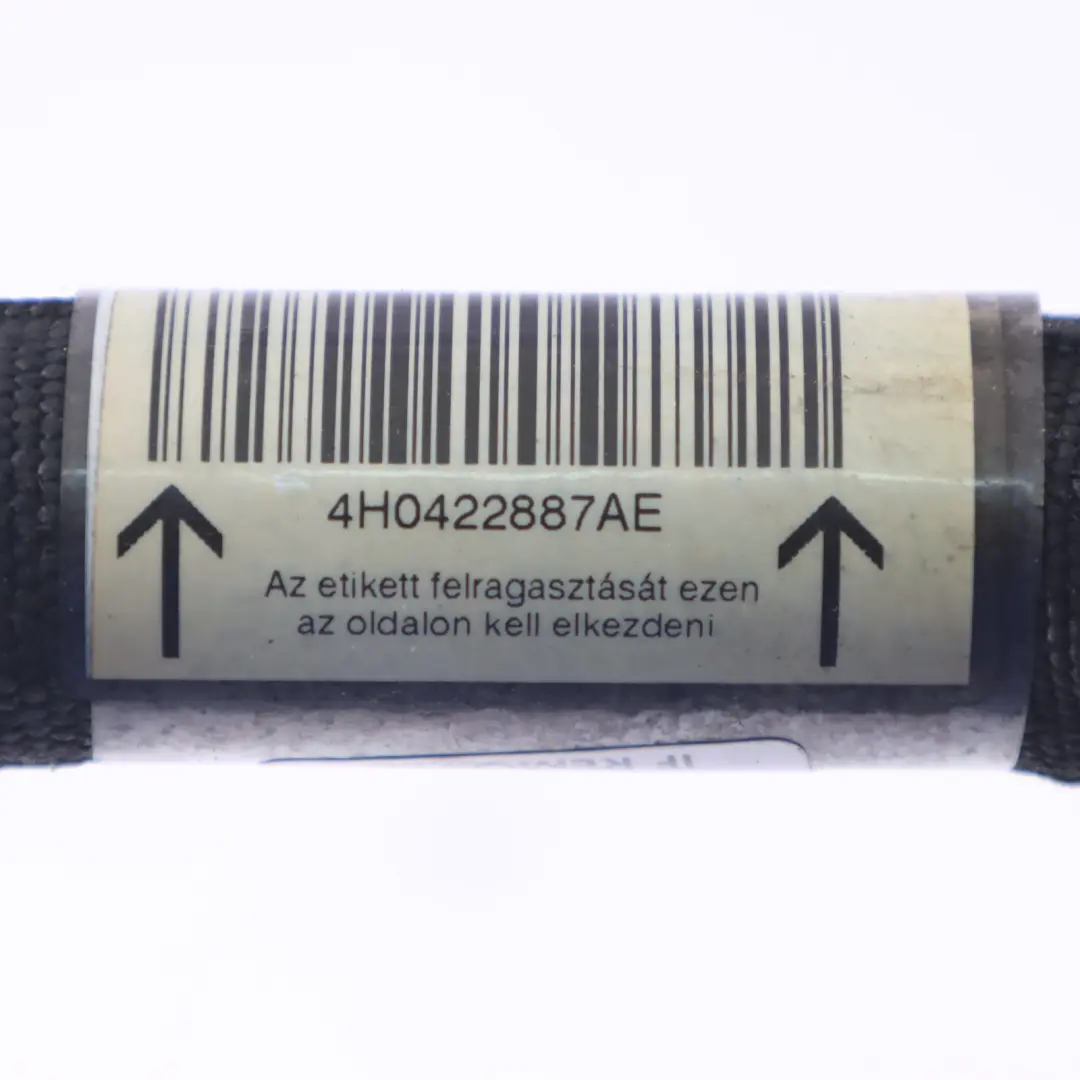 4H0422887AE
Az etikett felragasztását ezen
az oldalon kell elkezdeni